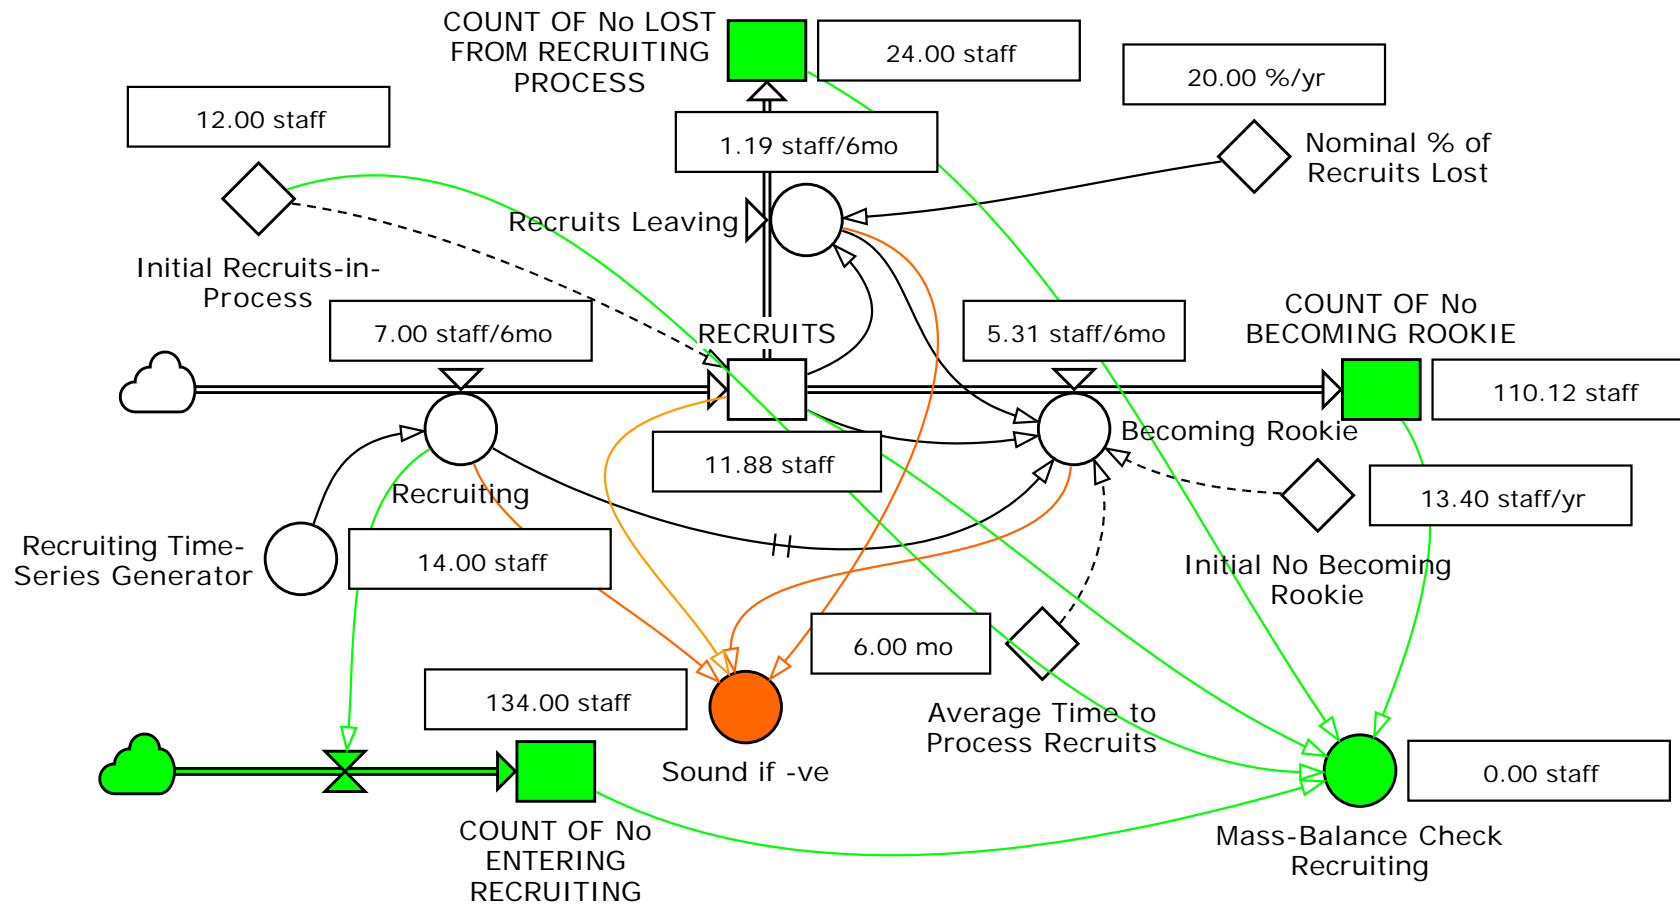 COUNT OF No LOST
FROM RECRUITING
PROCESS
24.00 staff
20.00 %/yr
12.00 staff
1.19 staff/6mo
Nominal % of
Recruits Lost
Recruits Leaving
Initial Recruits-in-
Process
7.00 staff/6mo
RECRUITS
5.31 staff/6mo
COUNT OF No
BECOMING ROOKIE
110.12 staff
Becoming Rookie
11.88 staff
Recruiting
13.40 staff/yr
Recruiting Time-
Series Generator
14.00 staff
Initial No Becoming
Rookie
6.00 mo
134.00 staff
Average Time to
Process Recruits
Sound if -ve
0.00 staff
COUNT OF No
ENTERING
RECRUITING
Mass-Balance Check
Recruiting